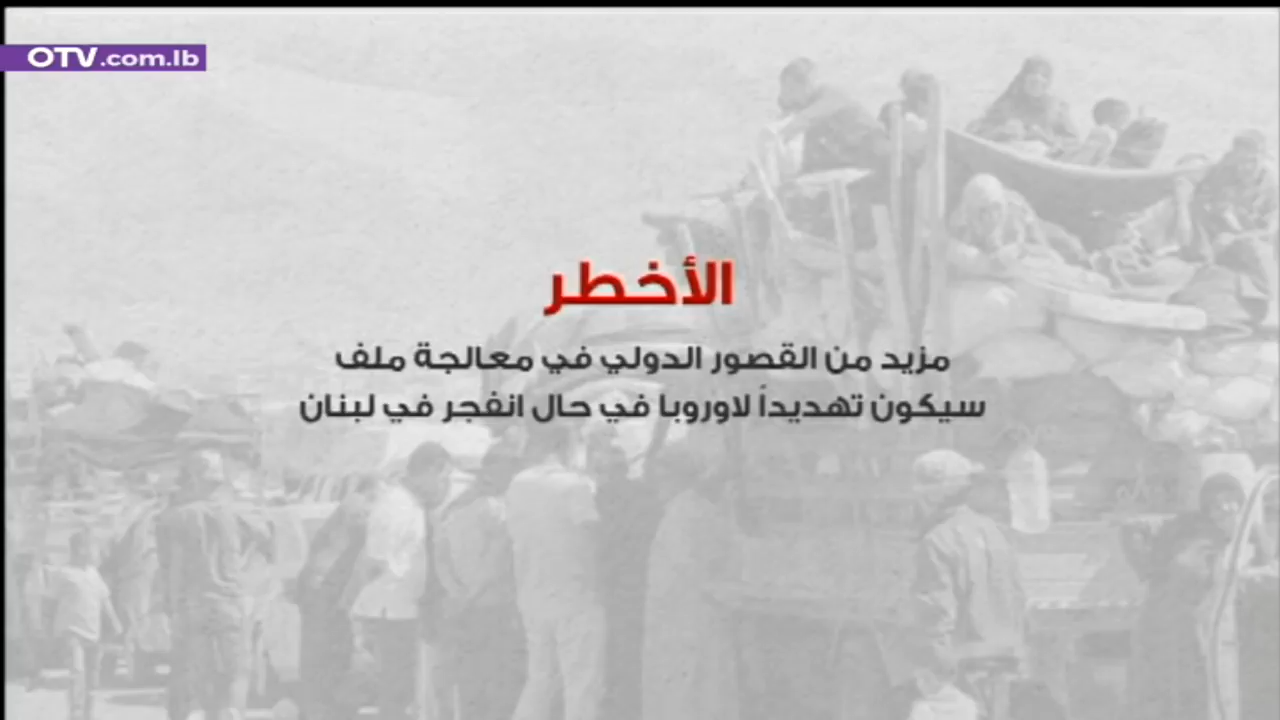 OTV.com.lb
الأخطر
مزيد من القصور الدولي في معالجة ملف
سيكون تهديداً لاوروبا في حال انفجر في لبنان